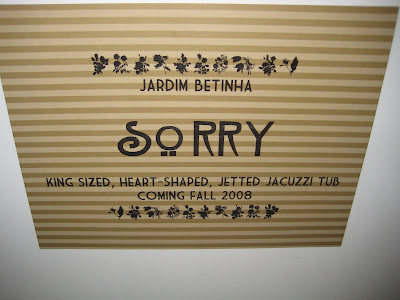 JARDIM BETINHA
SORRY
KING SIZED, HEART-SHAPED, JETTED JACUZZI TUB
COMING FALL 2008